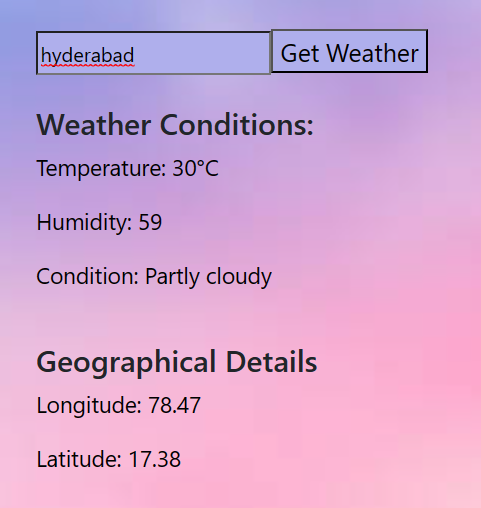 hyderabad Get Weather
Weather Conditions:
Temperature: 30°C
Humidity: 59
Condition: Partly cloudy
Geographical Details
Longitude: 78.47
Latitude: 17.38